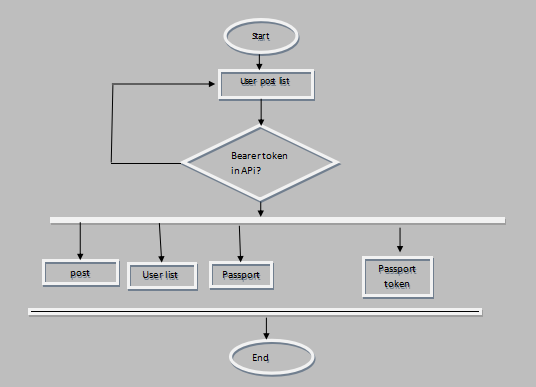 Start
User post list
Bearer token
in APi?
post
User list
Passport
Passport
token
End